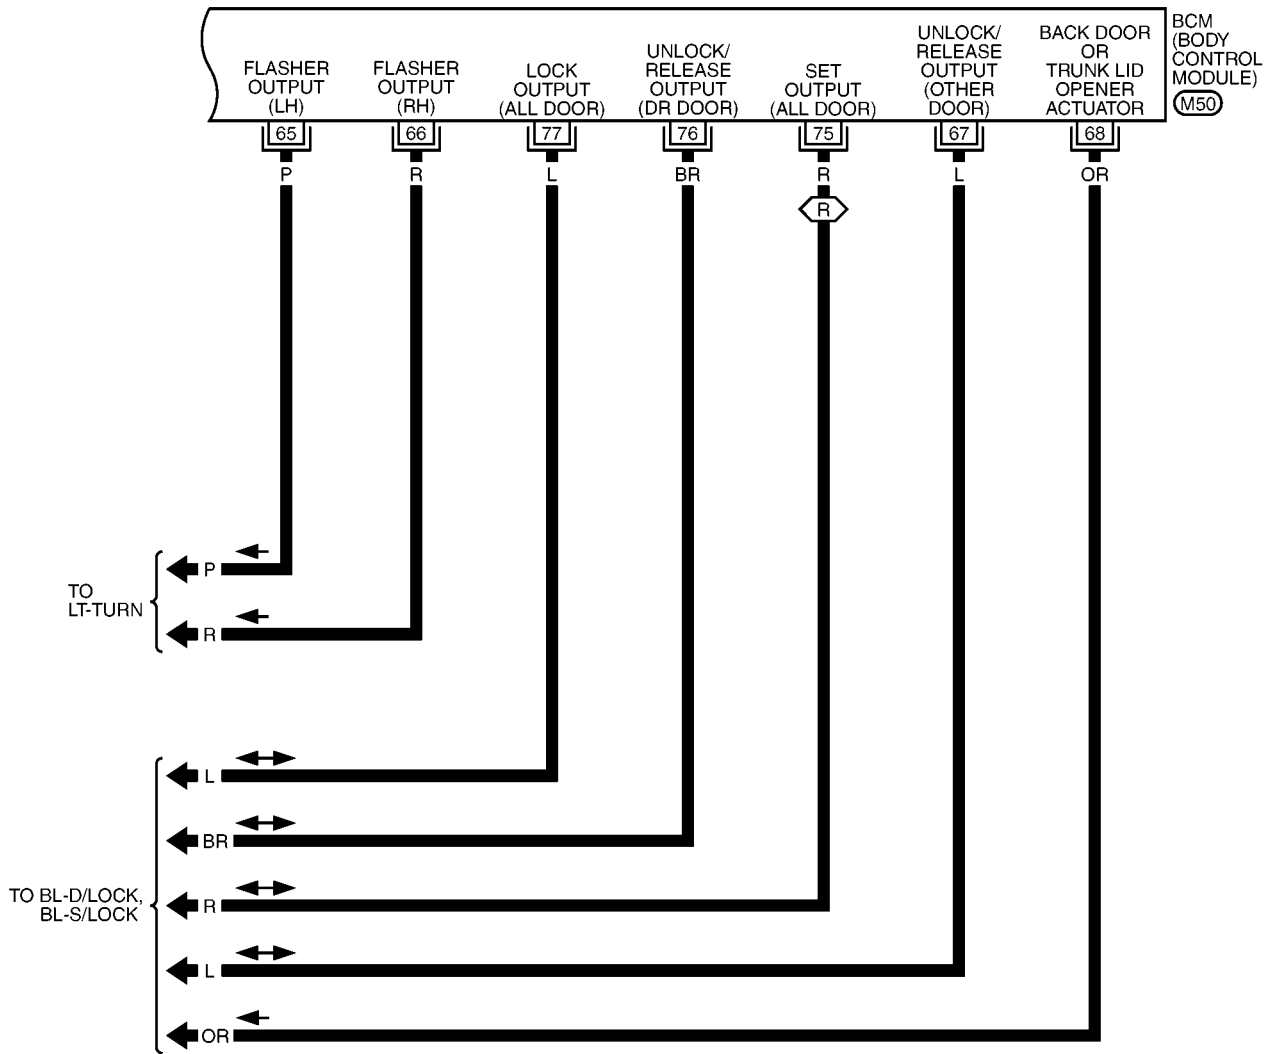 FLASHER
OUTPUT
(LH)
FLASHER
OUTPUT
(RH)
LOCK
OUTPUT
(ALL DOOR)
UNLOCK/
RELEASE
OUTPUT
(DR DOOR)
SET
OUTPUT
(ALL DOOR)
UNLOCK/
RELEASE
OUTPUT
(OTHER
DOOR)
BACK DOOR
OR
TRUNK LID
OPENER
ACTUATOR
BCM
(BODY
CONTROL
MODULE)
M50
65
66
77
76
75
67
68
P
R
L
BR
R
L
OR
R
TO
LT-TURN
P
R
TO BL-D/LOCK,
BL-S/LOCK
L
BR
R
L
OR